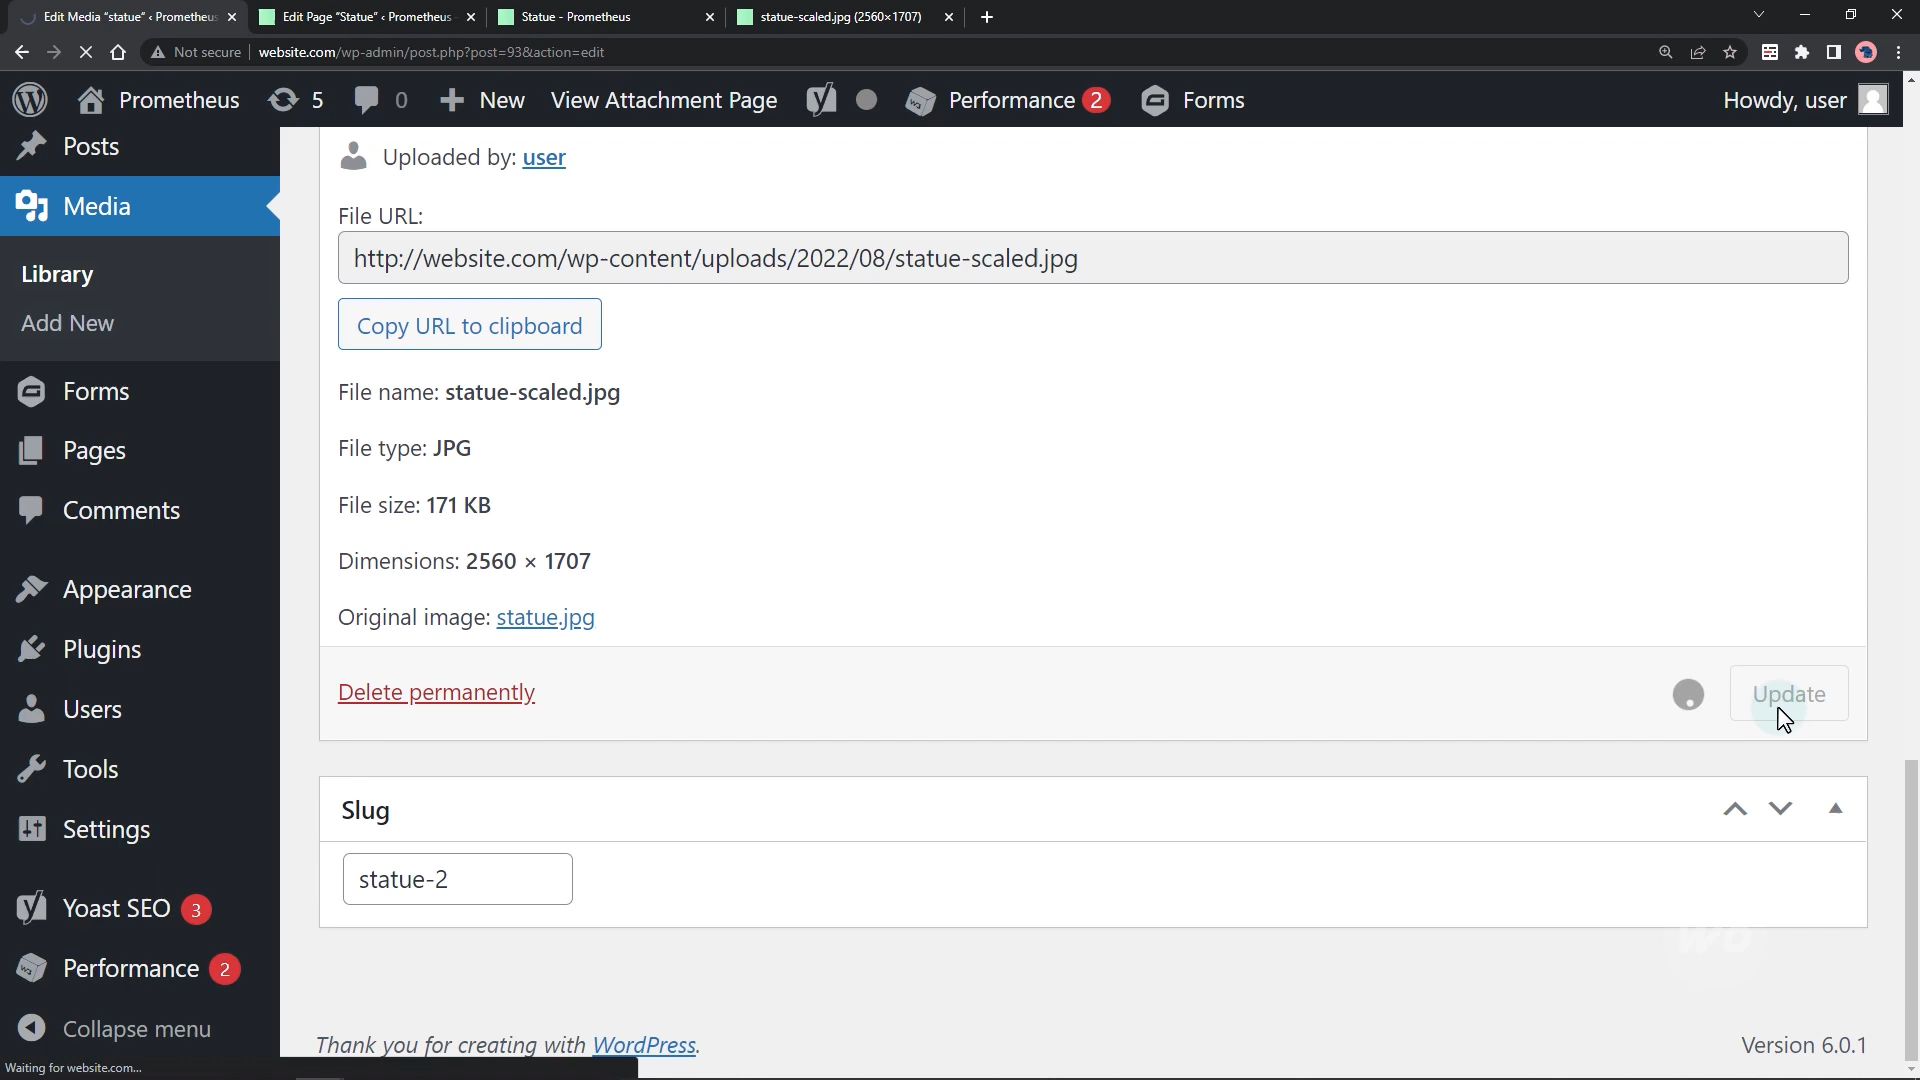 Edit Media “statue” ‹ Prometheus
Edit Page “Statue” ‹ Prometheus
Statue - Prometheus
statue-scaled.jpg (2560×1707)
Not secure
website.com/wp-admin/post.php?post=93&action=edit
Prometheus
5
0
New
View Attachment Page
Performance 2
Forms
Howdy, user
Posts
Media
Library
Add New
Forms
Pages
Comments
Appearance
Plugins
Users
Tools
Settings
Yoast SEO 3
Performance 2
Collapse menu
Uploaded by: user
File URL:
http://website.com/wp-content/uploads/2022/08/statue-scaled.jpg
Copy URL to clipboard
File name: statue-scaled.jpg
File type: JPG
File size: 171 KB
Dimensions: 2560 × 1707
Original image: statue.jpg
Delete permanently
Update
Slug
statue-2
Thank you for creating with WordPress.
Version 6.0.1
Waiting for website.com...